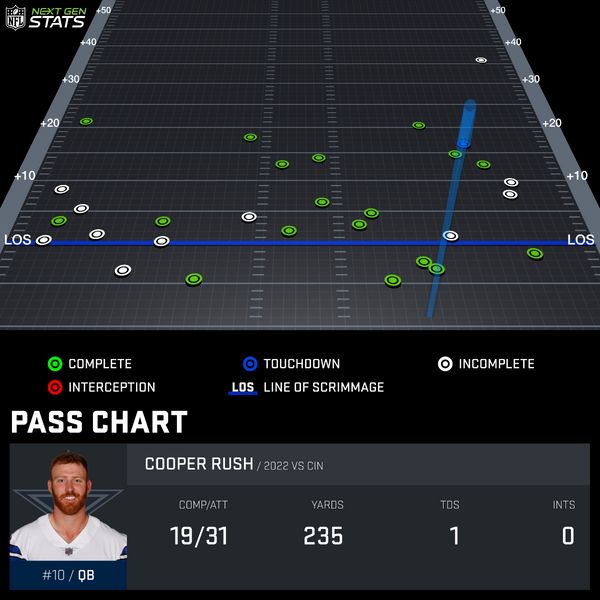 NFL NEXT GEN STATS
+50 +50
+40 +40
+30 +30
+20 +20
+10 +10
LOS LOS
COMPLETE TOUCHDOWN INCOMPLETE
INTERCEPTION LOS LINE OF SCRIMMAGE
PASS CHART
COOPER RUSH / 2022 VS CIN
COMP/ATT YARDS TDS INTS
19/31 235 1 0
#10 / QB